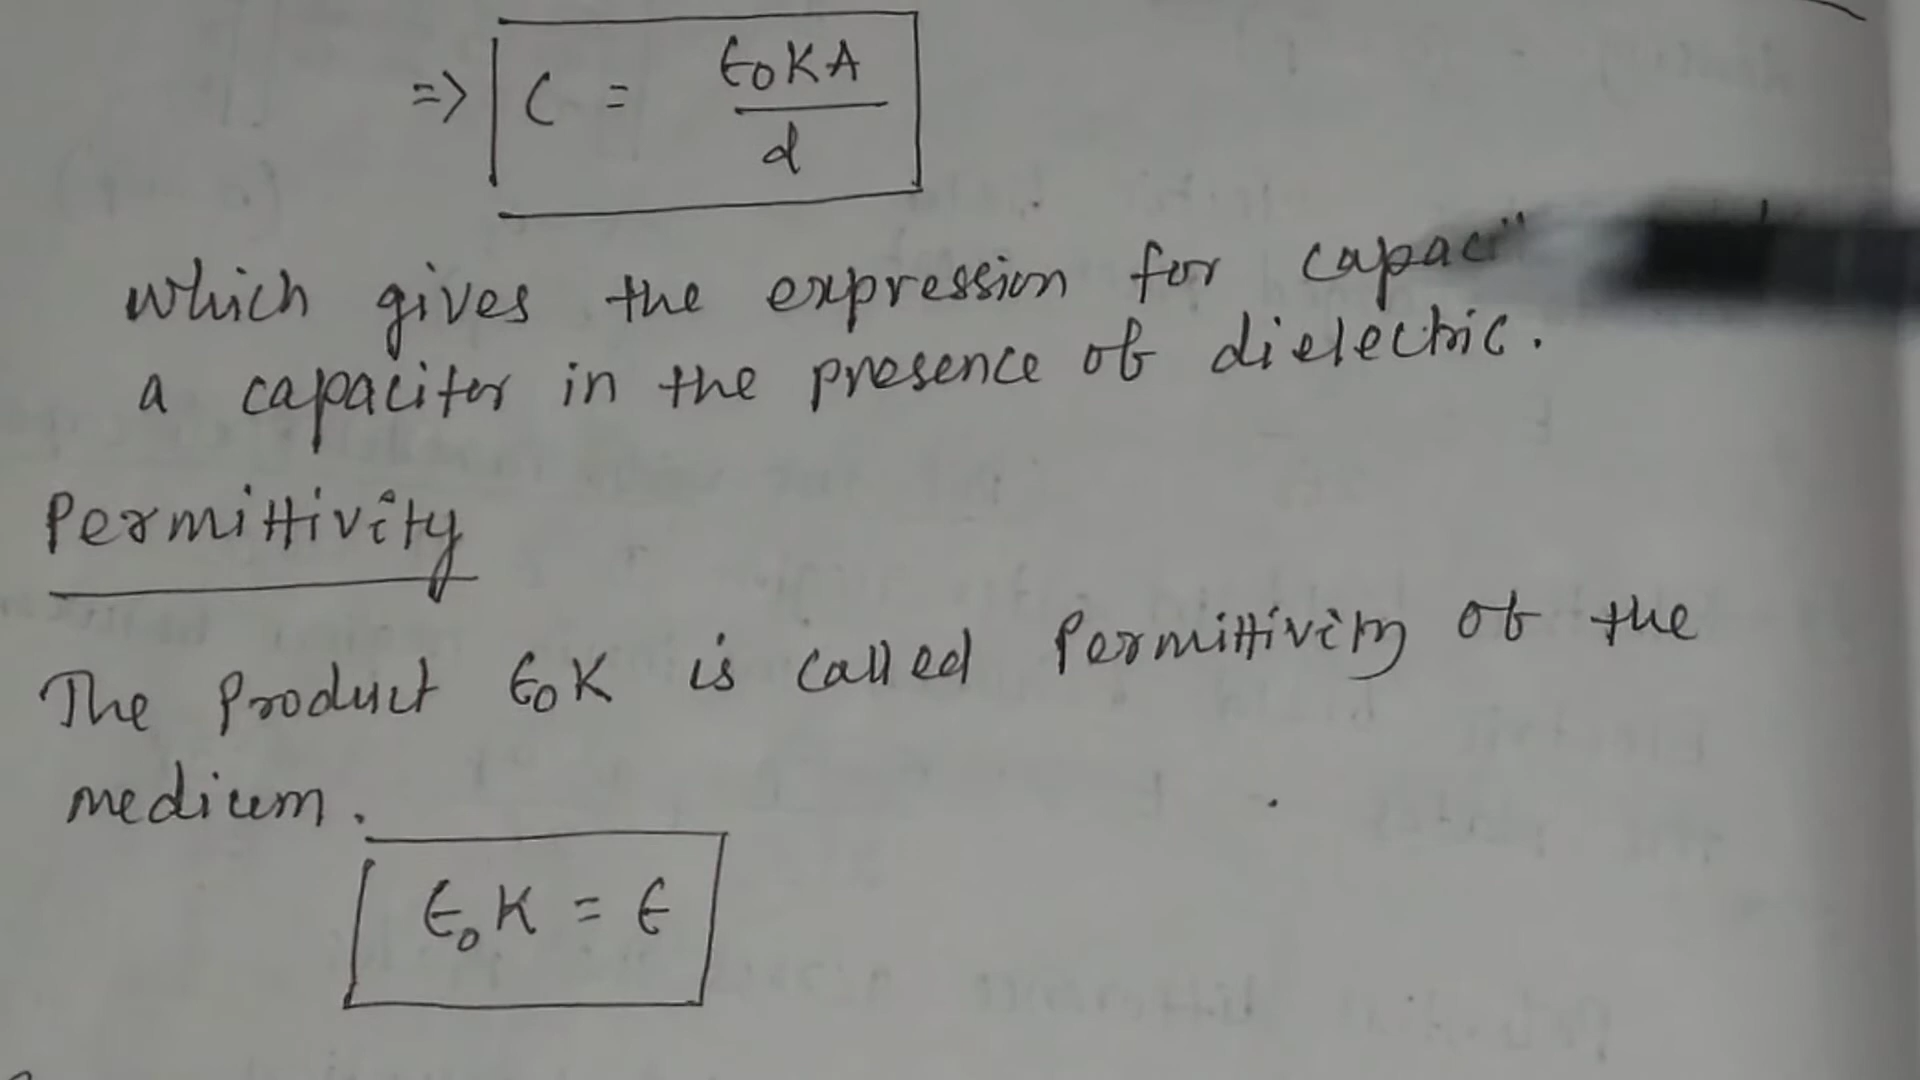 => C = ϵ0KA / d
which gives the expression for
a capacitor in the presence of dielectric.
Permittivity
The Product ϵ0K is called Permittivity of the
medium.
ϵ0K = ϵ